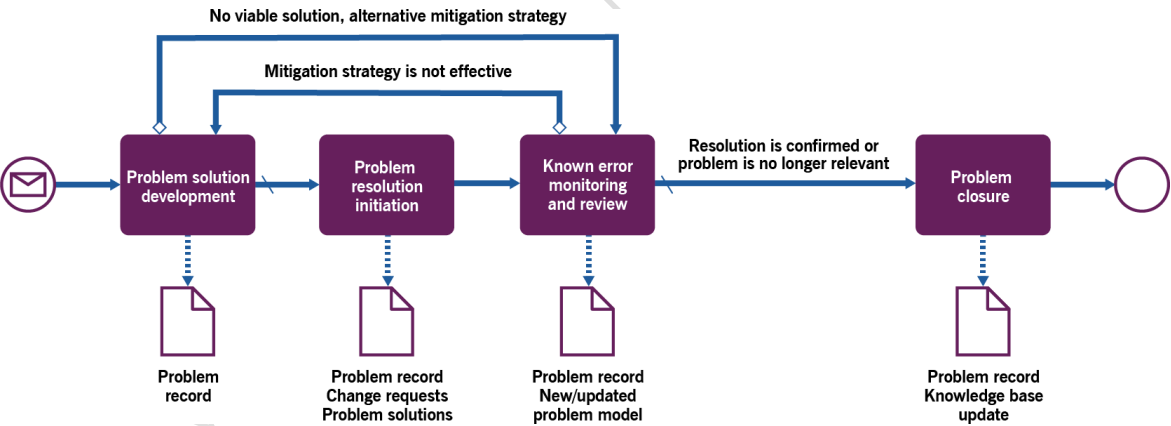 No viable solution, alternative mitigation strategy
Mitigation strategy is not effective
Problem solution
development
Problem
resolution
initiation
Known error
monitoring
and review
Resolution is confirmed or
problem is no longer relevant
Problem
closure
Problem
record
Problem record
Change requests
Problem solutions
Problem record
New/updated
problem model
Problem record
Knowledge base
update